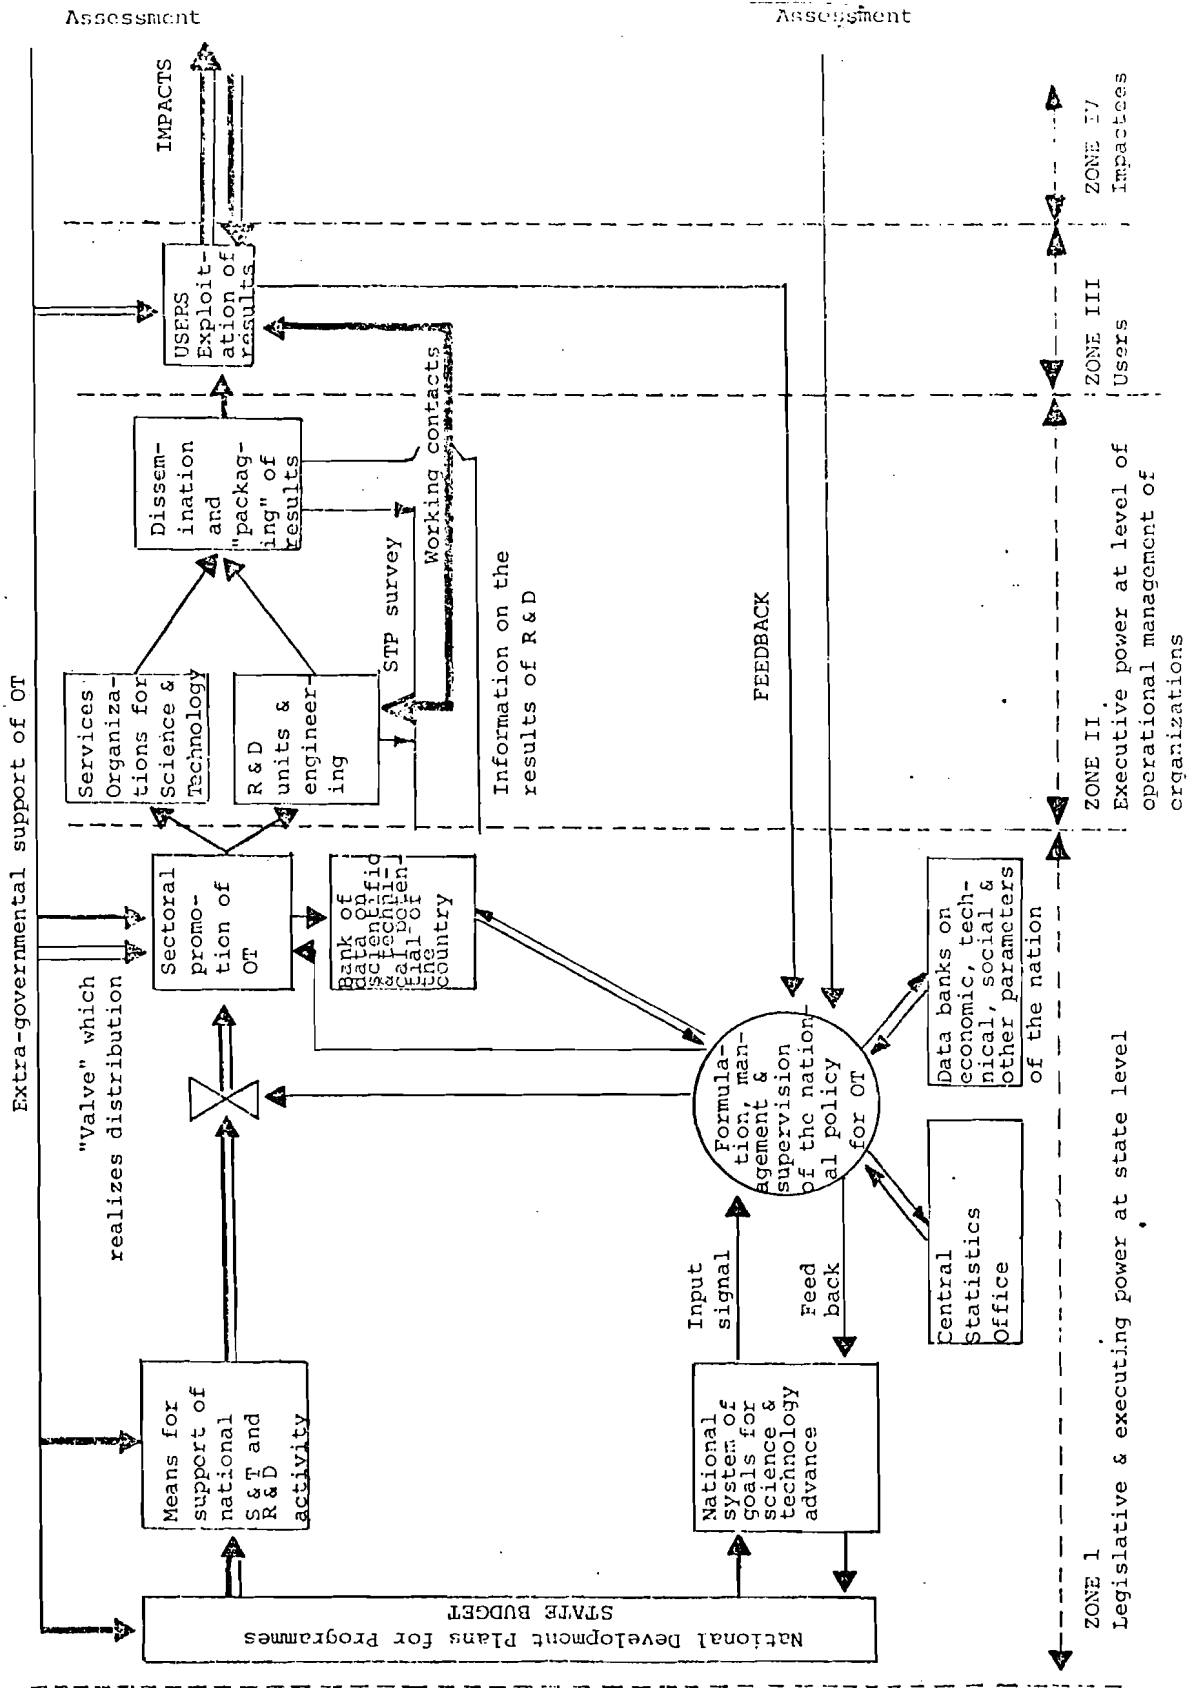 Assessment
Assessment
Extra-governmental support of OT
National Development Plans for Programmes
STATE BUDGET
Means for
support of
national
S & T and
R & D
activity
"Valve" which
realizes distribution
Sectoral
promo-
tion of
OT
Bank of
data on
scientific
& techni-
cal poten-
tial of
the
country
Services
Organiza-
tions for
Science &
Technology
R & D
units &
engineer-
ing
Dissem-
ination
and
"packag-
ing" of
results
USERS
Exploit-
ation of
results
IMPACTS
STP survey
Working contacts
Information on the
results of R & D
FEEDBACK
National
system of
goals for
science &
technology
advance
Input
signal
Feed
back
Formula-
tion, man-
agement &
supervision
of the nation-
al policy
for OT
Central
Statistics
Office
Data banks on
economic, tech-
nical, social &
other parameters
of the nation
ZONE 1
Legislative & executing power at state level
ZONE II
Executive power at level of
operational management of
organizations
ZONE III
Users
ZONE IV
Impactees